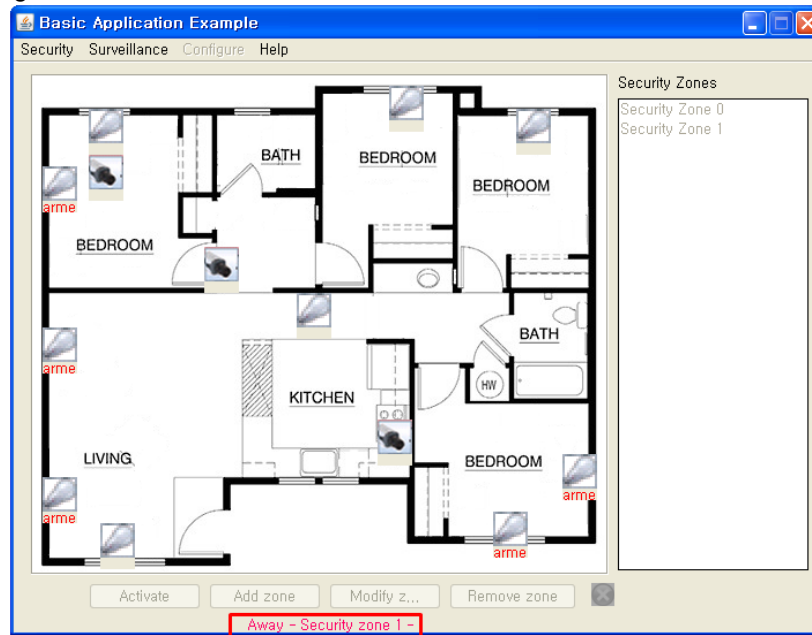 Basic Application Example
Security Surveillance Configure Help
Security Zones
Security Zone 0
Security Zone 1
BATH
BEDROOM
BEDROOM
arme
BEDROOM
BATH
arme
HW
KITCHEN
LIVING
BEDROOM
arme
arme
arme
Activate Add zone Modify z... Remove zone
Away - Security zone 1 -